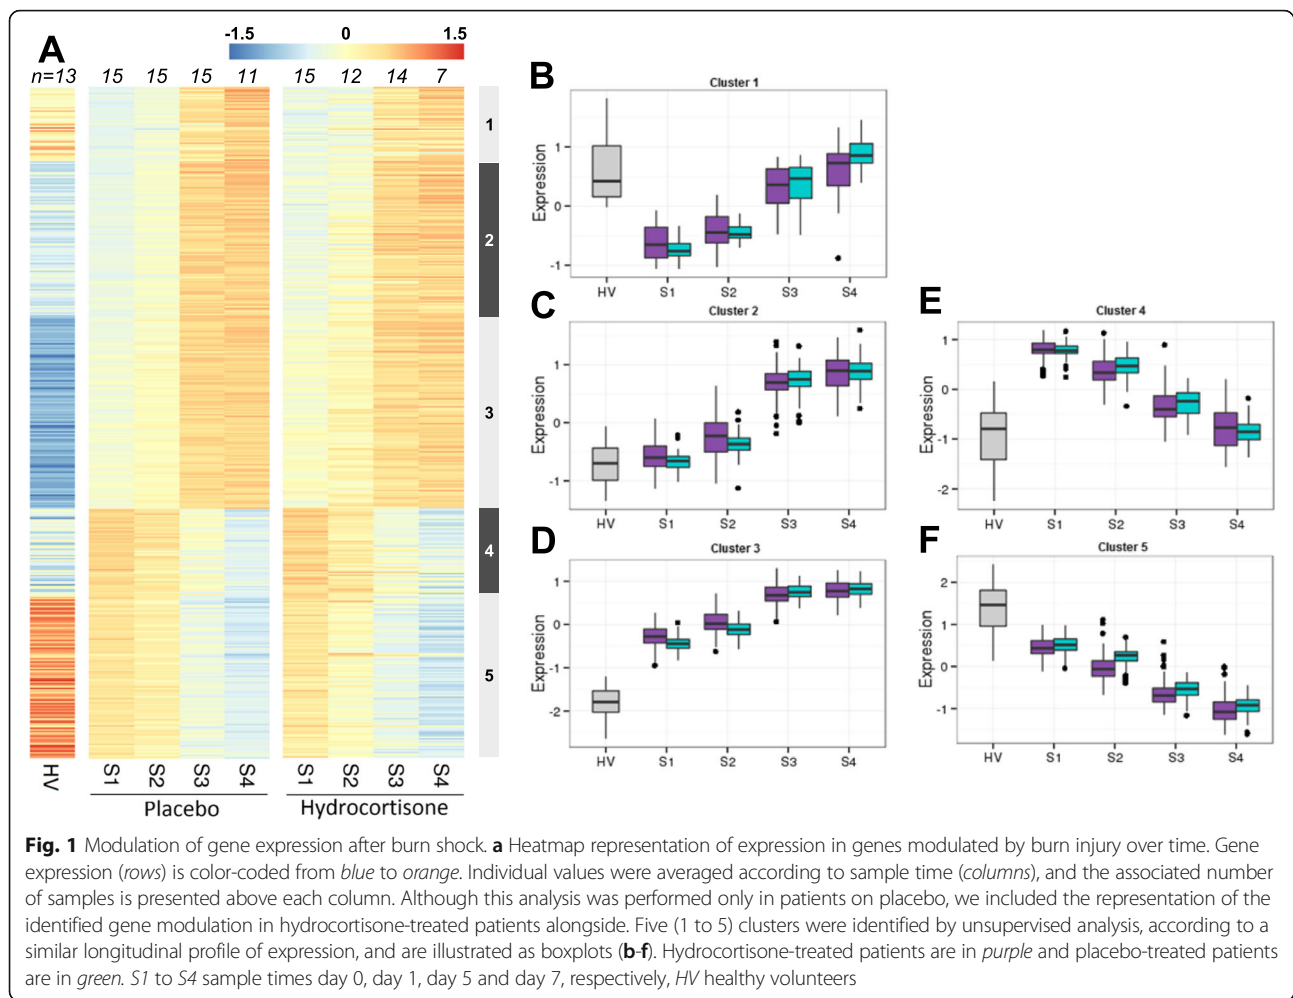 A
-1.5 0 1.5
n=13 15 15 15 11 15 12 14 7
1
2
3
4
5
HV S1 S2 S3 S4 S1 S2 S3 S4
Placebo Hydrocortisone
B
Cluster 1
Expression
1
0
-1
HV S1 S2 S3 S4
C
Cluster 2
Expression
1
0
-1
HV S1 S2 S3 S4
D
Cluster 3
Expression
1
0
-1
-2
HV S1 S2 S3 S4
E
Cluster 4
Expression
1
0
-1
-2
HV S1 S2 S3 S4
F
Cluster 5
Expression
2
1
0
-1
HV S1 S2 S3 S4
Fig. 1 Modulation of gene expression after burn shock. a Heatmap representation of expression in genes modulated by burn injury over time. Gene
expression (rows) is color-coded from blue to orange. Individual values were averaged according to sample time (columns), and the associated number
of samples is presented above each column. Although this analysis was performed only in patients on placebo, we included the representation of the
identified gene modulation in hydrocortisone-treated patients alongside. Five (1 to 5) clusters were identified by unsupervised analysis, according to a
similar longitudinal profile of expression, and are illustrated as boxplots (b-f). Hydrocortisone-treated patients are in purple and placebo-treated patients
are in green. S1 to S4 sample times day 0, day 1, day 5 and day 7, respectively, HV healthy volunteers